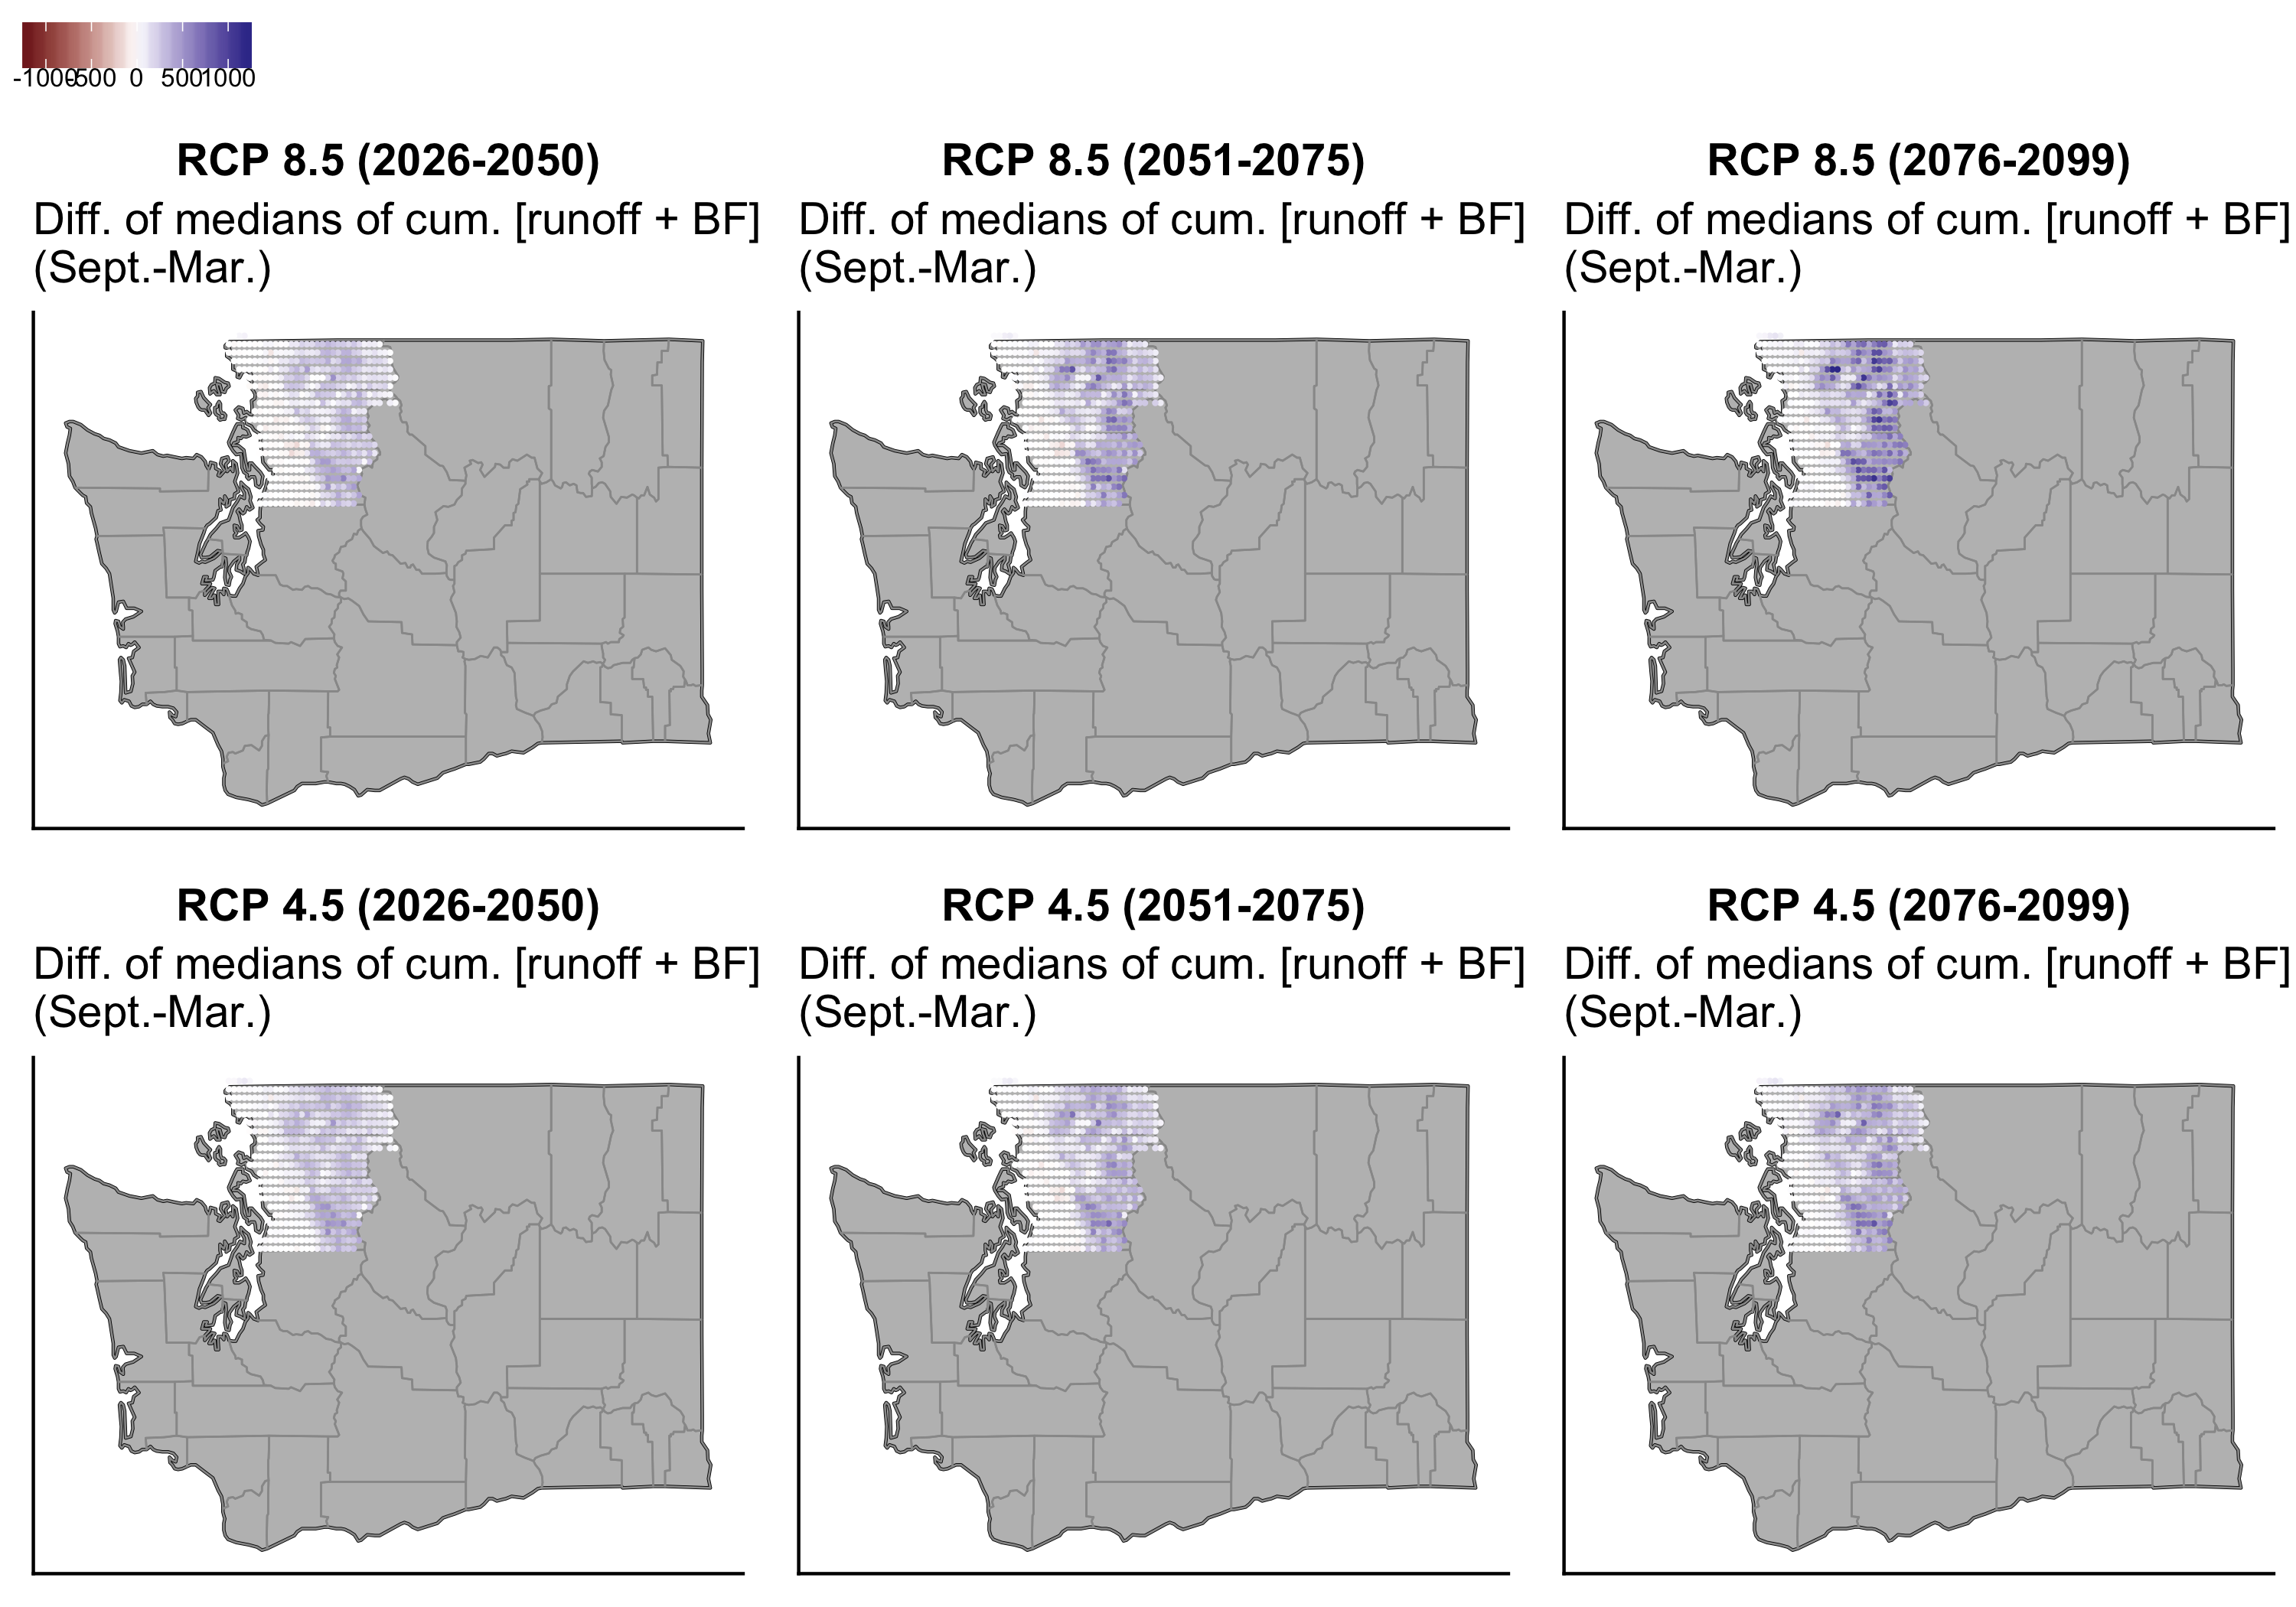 -1000 -500 0 500 1000
RCP 8.5 (2026-2050)
Diff. of medians of cum. [runoff + BF]
(Sept.-Mar.)
RCP 8.5 (2051-2075)
Diff. of medians of cum. [runoff + BF]
(Sept.-Mar.)
RCP 8.5 (2076-2099)
Diff. of medians of cum. [runoff + BF]
(Sept.-Mar.)
RCP 4.5 (2026-2050)
Diff. of medians of cum. [runoff + BF]
(Sept.-Mar.)
RCP 4.5 (2051-2075)
Diff. of medians of cum. [runoff + BF]
(Sept.-Mar.)
RCP 4.5 (2076-2099)
Diff. of medians of cum. [runoff + BF]
(Sept.-Mar.)